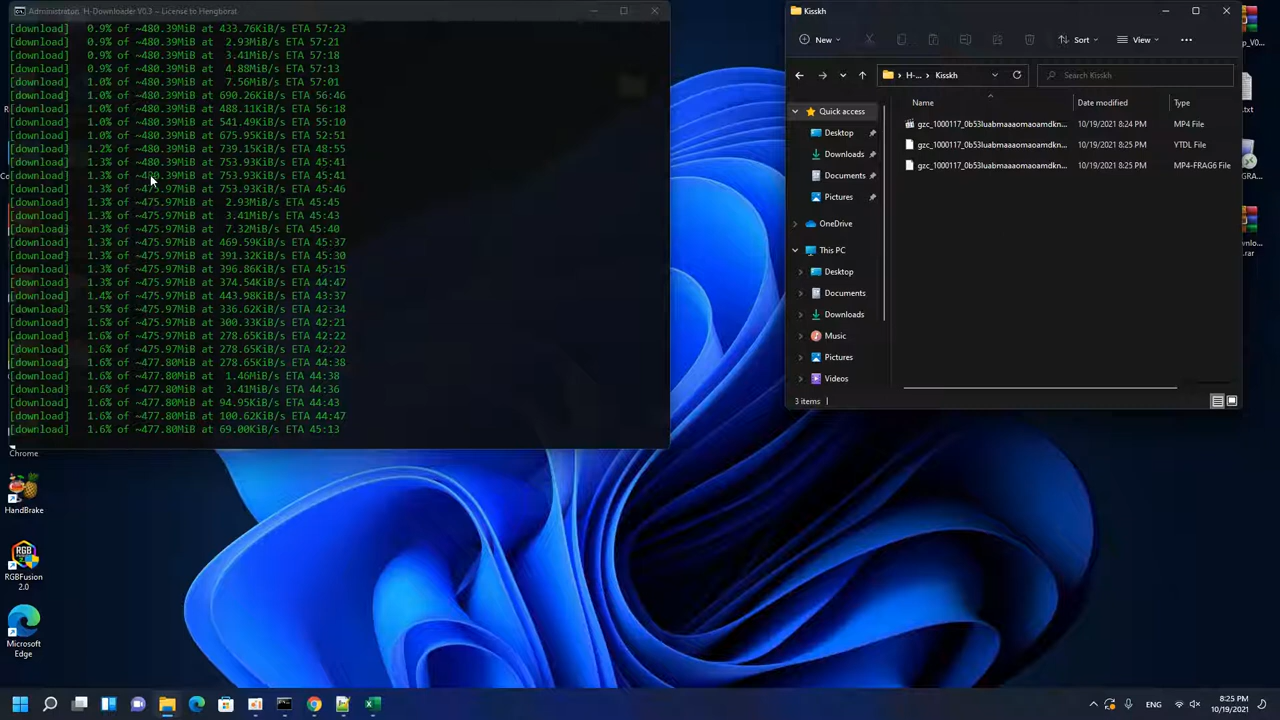 Administrator: H-Downloader V0.3 - License to Hengborat
[download]   0.9% of ~480.39MiB at 433.76KiB/s ETA 57:23
[download]   0.9% of ~480.39MiB at  2.93MiB/s ETA 57:21
[download]   0.9% of ~480.39MiB at  3.41MiB/s ETA 57:18
[download]   0.9% of ~480.39MiB at  4.88MiB/s ETA 57:13
[download]   1.0% of ~480.39MiB at  7.56MiB/s ETA 57:01
[download]   1.0% of ~480.39MiB at 690.26KiB/s ETA 56:46
[download]   1.0% of ~480.39MiB at 488.11KiB/s ETA 56:18
[download]   1.0% of ~480.39MiB at 541.49KiB/s ETA 55:10
[download]   1.0% of ~480.39MiB at 675.95KiB/s ETA 52:51
[download]   1.2% of ~480.39MiB at 739.15KiB/s ETA 48:55
[download]   1.3% of ~480.39MiB at 753.93KiB/s ETA 45:41
[download]   1.3% of ~480.39MiB at 753.93KiB/s ETA 45:41
[download]   1.3% of ~475.97MiB at 753.93KiB/s ETA 45:46
[download]   1.3% of ~475.97MiB at  2.93MiB/s ETA 45:45
[download]   1.3% of ~475.97MiB at  3.41MiB/s ETA 45:43
[download]   1.3% of ~475.97MiB at  7.32MiB/s ETA 45:40
[download]   1.3% of ~475.97MiB at 469.59KiB/s ETA 45:37
[download]   1.3% of ~475.97MiB at 391.32KiB/s ETA 45:30
[download]   1.3% of ~475.97MiB at 396.86KiB/s ETA 45:15
[download]   1.3% of ~475.97MiB at 374.54KiB/s ETA 44:47
[download]   1.4% of ~475.97MiB at 443.98KiB/s ETA 43:37
[download]   1.5% of ~475.97MiB at 336.62KiB/s ETA 42:34
[download]   1.5% of ~475.97MiB at 300.33KiB/s ETA 42:21
[download]   1.6% of ~475.97MiB at 278.65KiB/s ETA 42:22
[download]   1.6% of ~475.97MiB at 278.65KiB/s ETA 42:22
[download]   1.6% of ~477.80MiB at 278.65KiB/s ETA 44:38
[download]   1.6% of ~477.80MiB at  1.46MiB/s ETA 44:38
[download]   1.6% of ~477.80MiB at  3.41MiB/s ETA 44:36
[download]   1.6% of ~477.80MiB at 94.95KiB/s ETA 44:43
[download]   1.6% of ~477.80MiB at 100.62KiB/s ETA 44:47
[download]   1.6% of ~477.80MiB at 69.00KiB/s ETA 45:13
Chrome
HandBrake
RGB
RGBFusion
2.0
Microsoft
Edge
Kisskh
New Sort View
H-... Kisskh Search Kisskh
Quick access
Desktop
Downloads
Documents
Pictures
OneDrive
This PC
Desktop
Documents
Downloads
Music
Pictures
Videos
Name Date modified Type
gzc_1000117_0b53luabmaaaomaoamdkn... 10/19/2021 8:24 PM MP4 File
gzc_1000117_0b53luabmaaaomaoamdkn... 10/19/2021 8:25 PM YTDL File
gzc_1000117_0b53luabmaaaomaoamdkn... 10/19/2021 8:25 PM MP4-FRAG6 File
3 items
p_V0...
.txt
GRA...
wnlo...
.rar
ENG
8:25 PM
10/19/2021